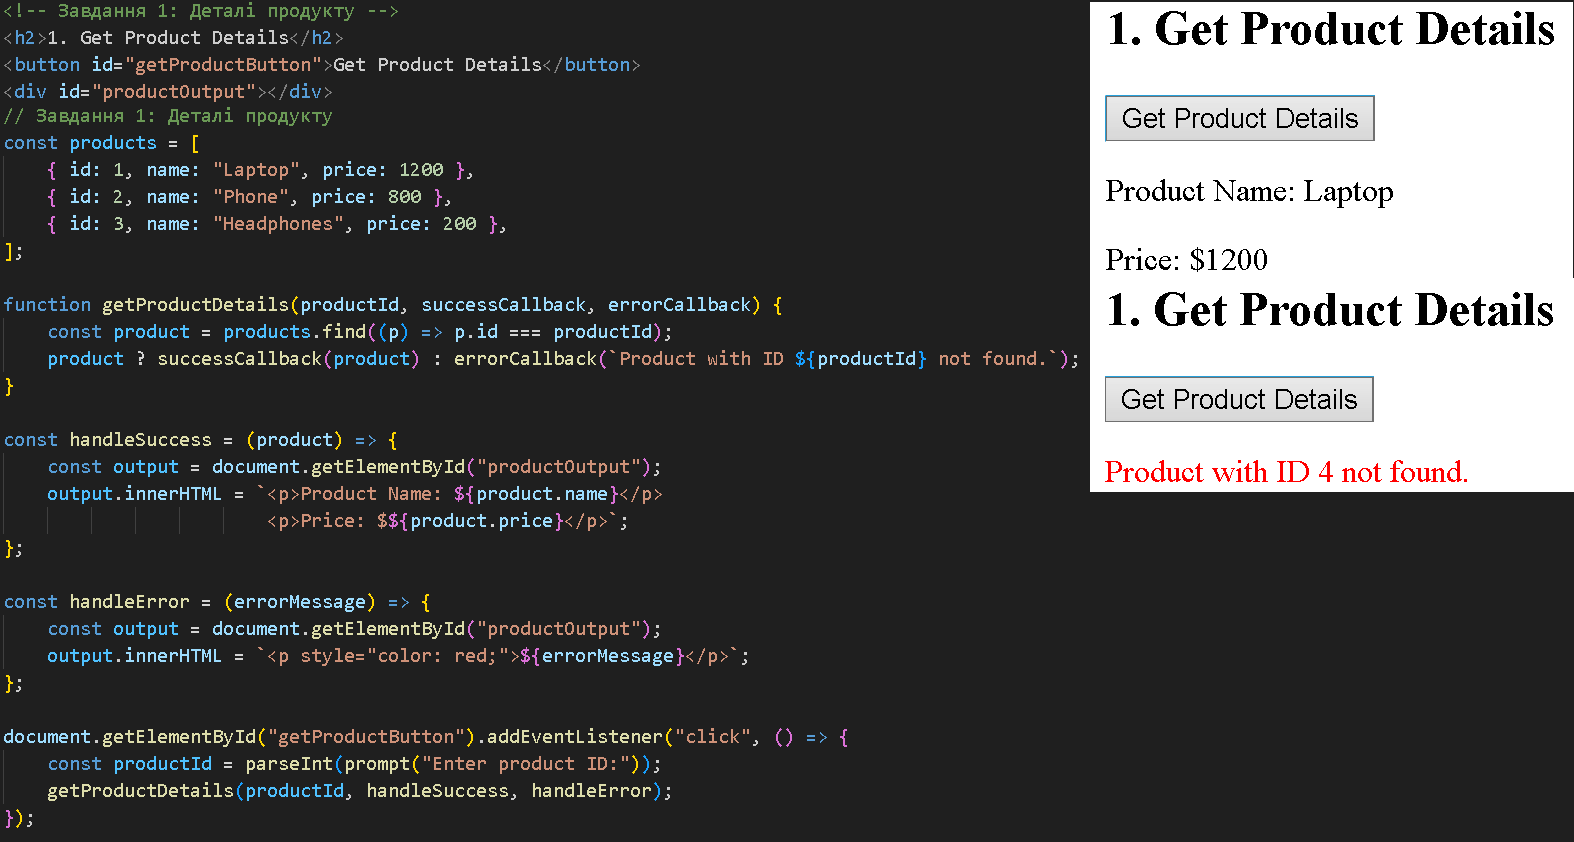 <!-- Завдання 1: Деталі продукту -->
<h2>1. Get Product Details</h2>
<button id="getProductButton">Get Product Details</button>
<div id="productOutput"></div>
// Завдання 1: Деталі продукту
const products = [
    { id: 1, name: "Laptop", price: 1200 },
    { id: 2, name: "Phone", price: 800 },
    { id: 3, name: "Headphones", price: 200 },
];

function getProductDetails(productId, successCallback, errorCallback) {
    const product = products.find((p) => p.id === productId);
    product ? successCallback(product) : errorCallback(`Product with ID ${productId} not found.`);
}

const handleSuccess = (product) => {
    const output = document.getElementById("productOutput");
    output.innerHTML = `<p>Product Name: ${product.name}</p>
                        <p>Price: $${product.price}</p>`;
};

const handleError = (errorMessage) => {
    const output = document.getElementById("productOutput");
    output.innerHTML = `<p style="color: red;">${errorMessage}</p>`;
};

document.getElementById("getProductButton").addEventListener("click", () => {
    const productId = parseInt(prompt("Enter product ID:"));
    getProductDetails(productId, handleSuccess, handleError);
});
1. Get Product Details
Get Product Details
Product Name: Laptop
Price: $1200
1. Get Product Details
Get Product Details
Product with ID 4 not found.